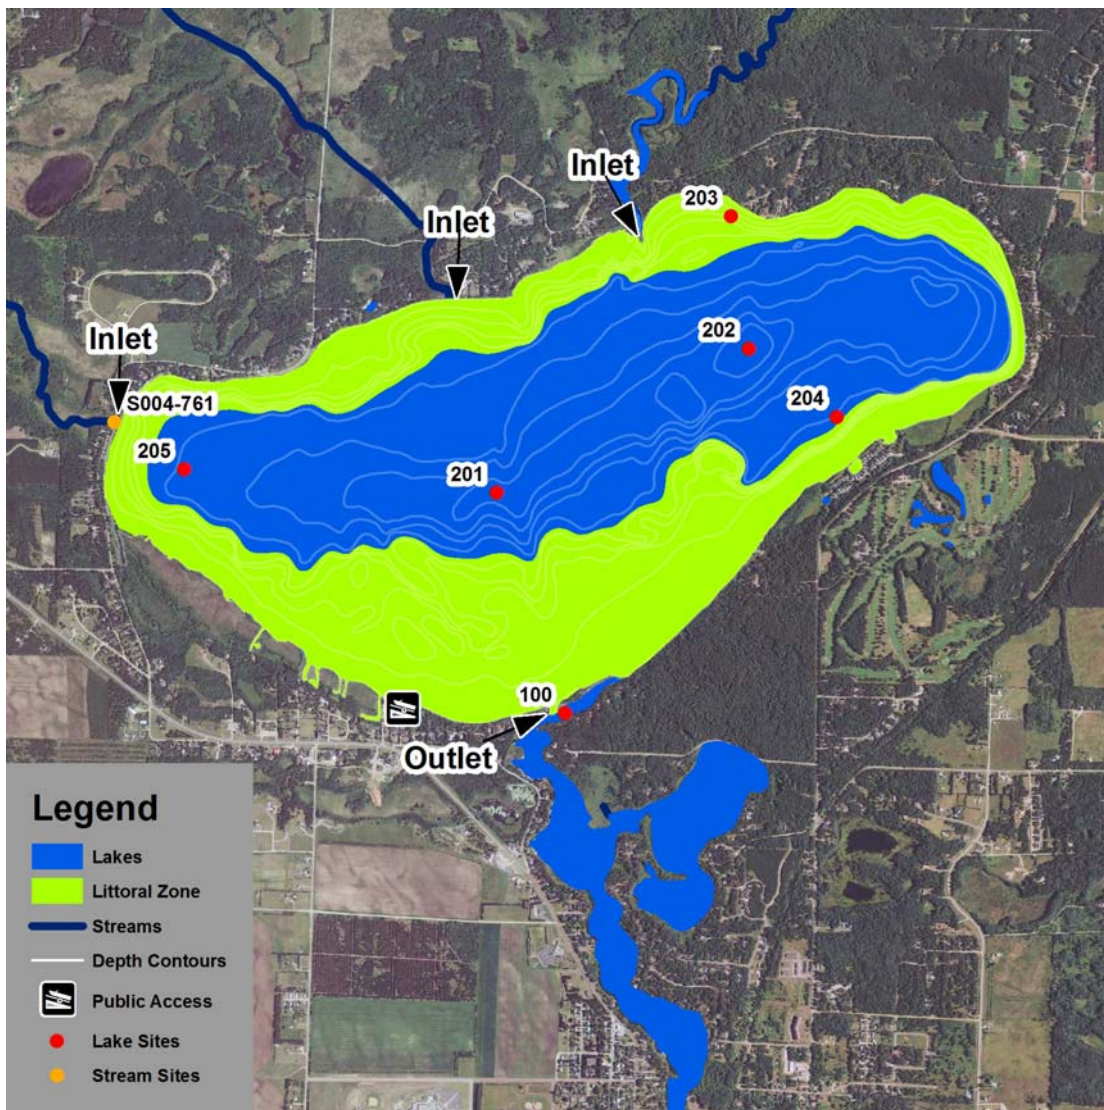 Inlet
203
Inlet
202
Inlet
S004-761
204
205
201
100
Outlet
Legend
Lakes
Littoral Zone
Streams
Depth Contours
Public Access
Lake Sites
Stream Sites